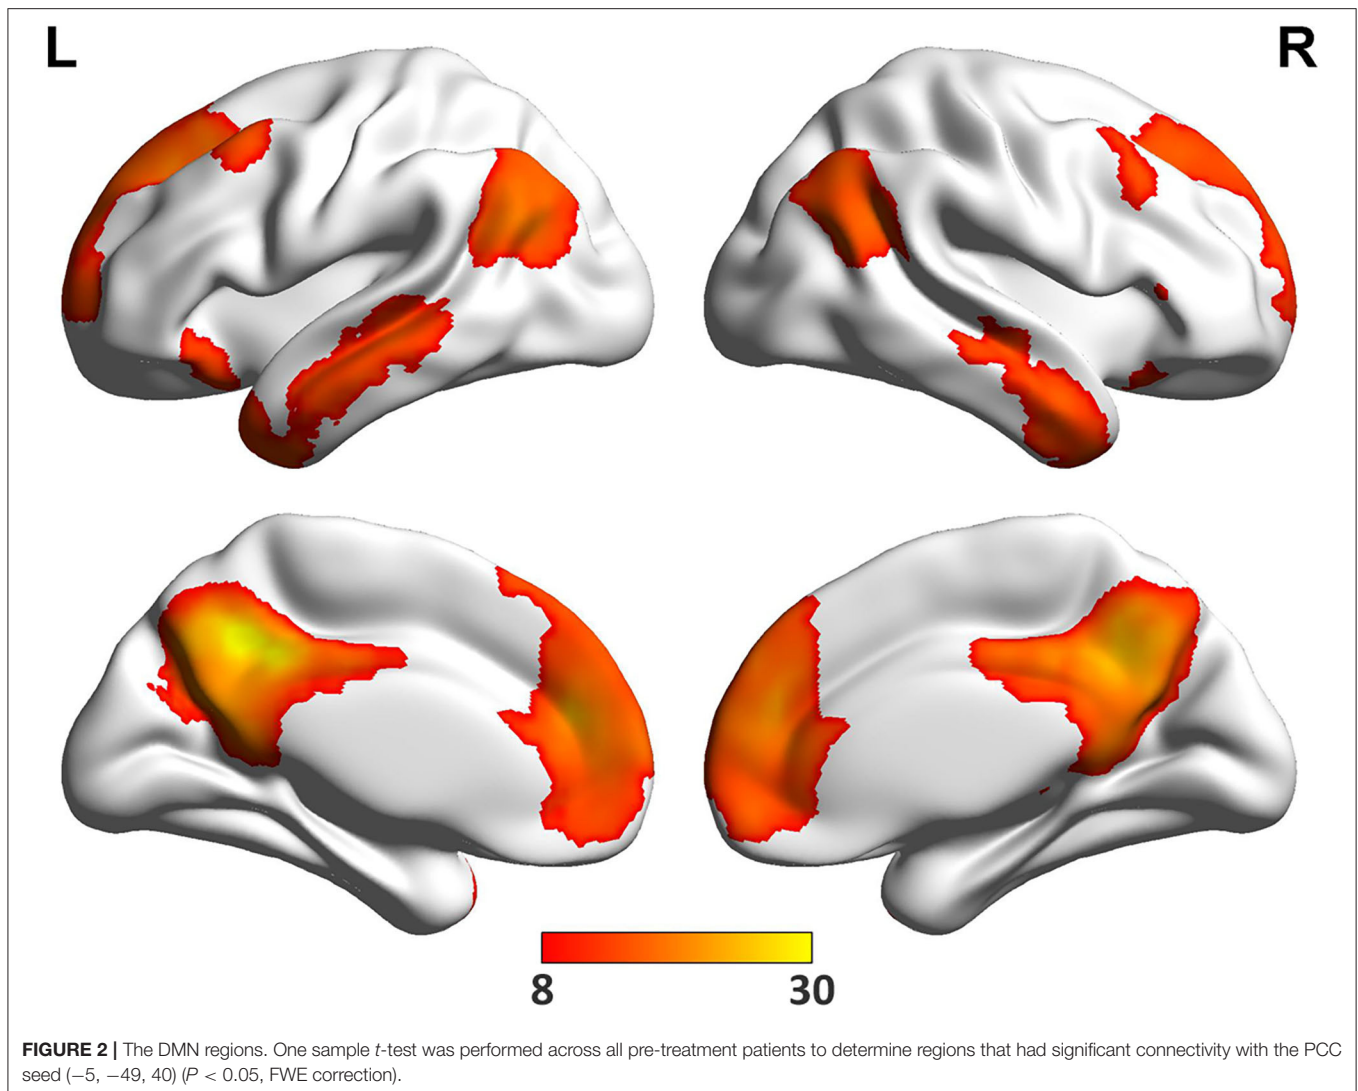 L
R
8
30
FIGURE 2 | The DMN regions. One sample t-test was performed across all pre-treatment patients to determine regions that had significant connectivity with the PCC
seed (−5, −49, 40) (P < 0.05, FWE correction).